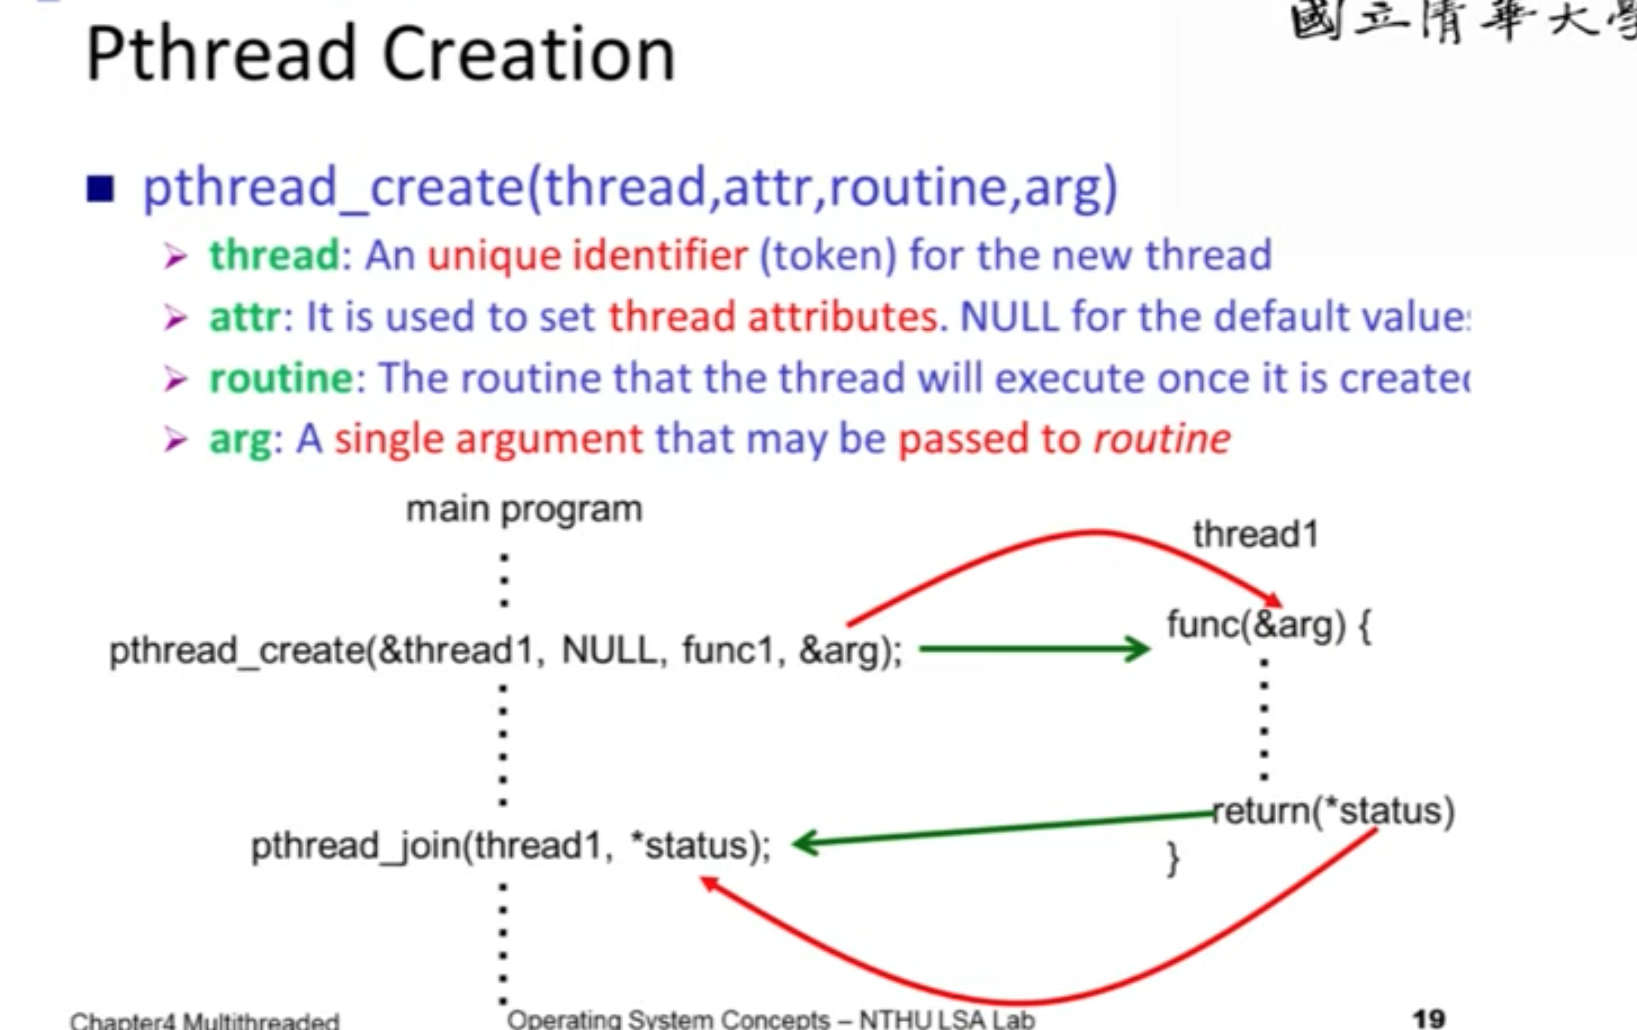 國立清華大學
Pthread Creation
pthread_create(thread,attr,routine,arg)
thread: An unique identifier (token) for the new thread
attr: It is used to set thread attributes. NULL for the default value
routine: The routine that the thread will execute once it is create
arg: A single argument that may be passed to routine
main program
thread1
func(&arg) {
pthread_create(&thread1, NULL, func1, &arg);
return(*status)
pthread_join(thread1, *status);
}
Chapter4 Multithreaded
Operating System Concepts – NTHU LSA Lab
19